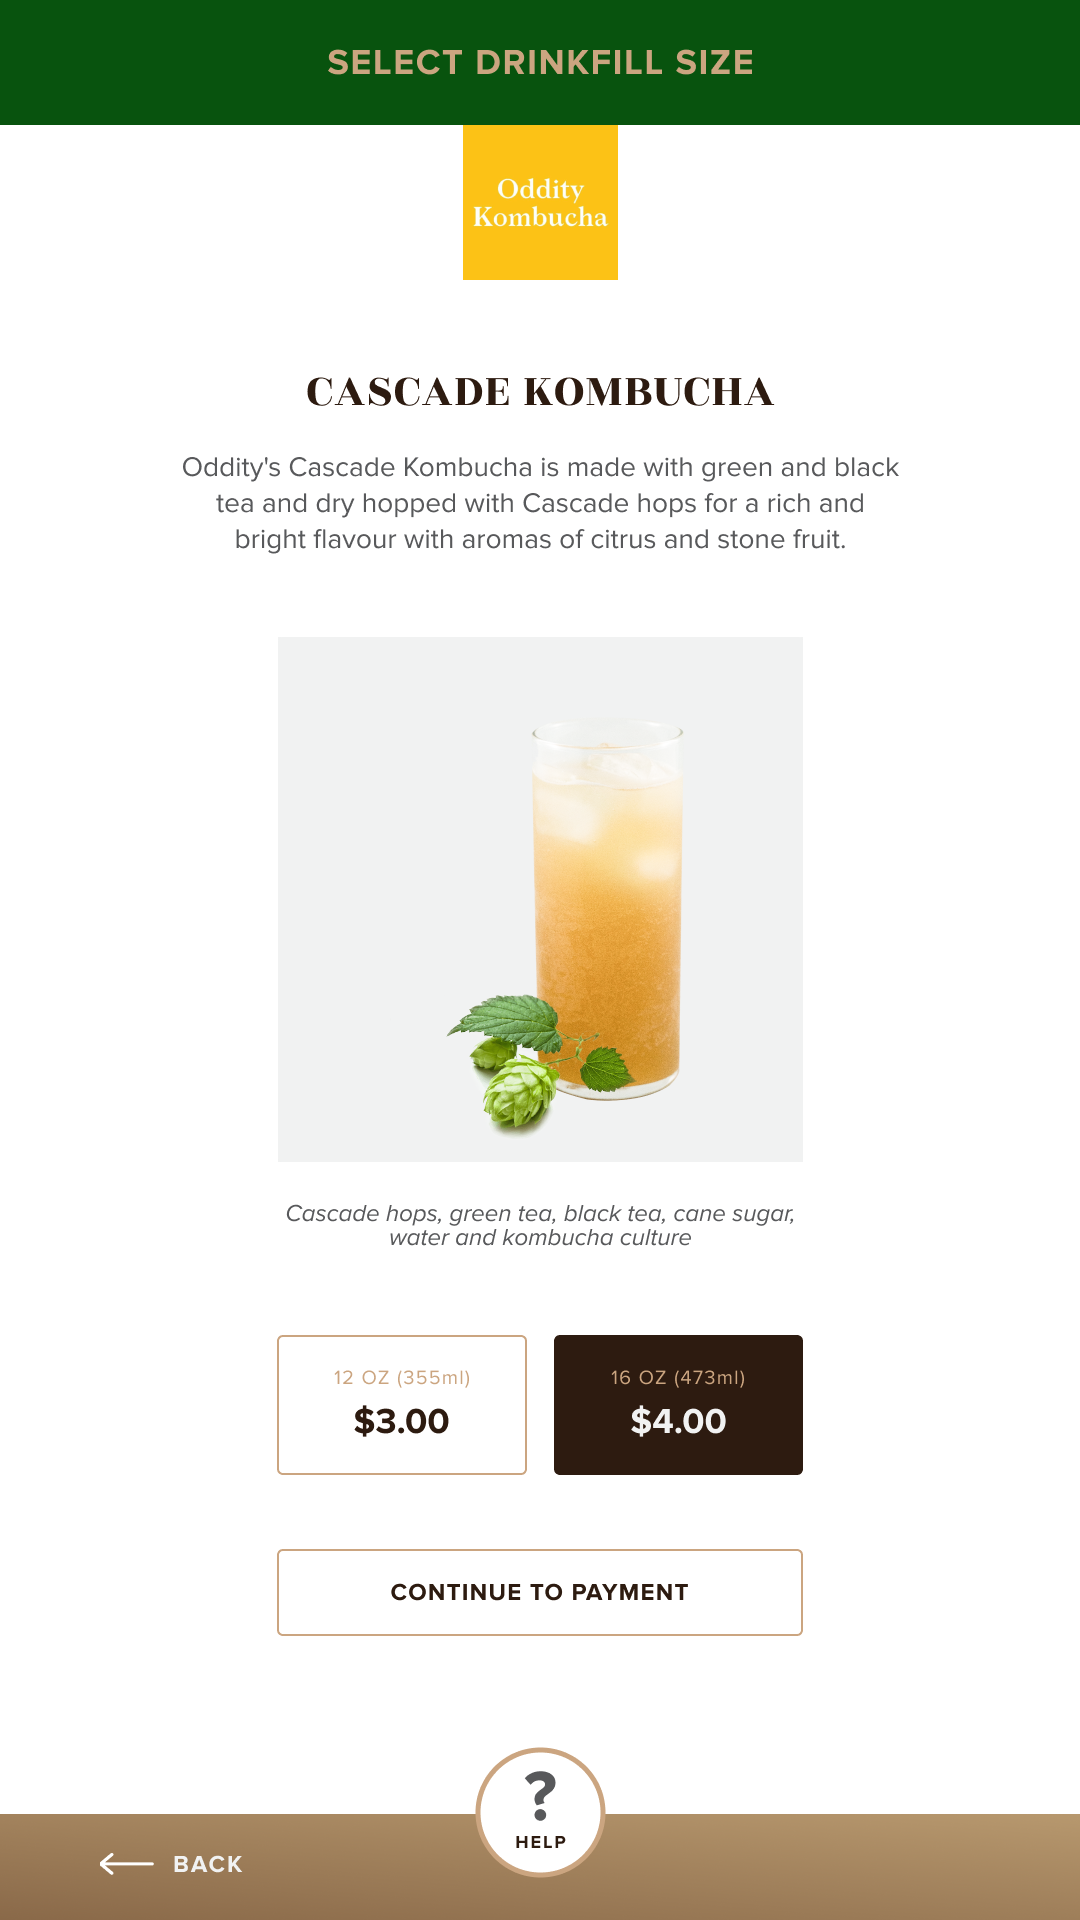 SELECT DRINKFILL SIZE
Oddity
Kombucha
CASCADE KOMBUCHA
Oddity's Cascade Kombucha is made with green and black
tea and dry hopped with Cascade hops for a rich and
bright flavour with aromas of citrus and stone fruit.
Cascade hops, green tea, black tea, cane sugar,
water and kombucha culture
12 OZ (355ml)
$3.00
16 OZ (473ml)
$4.00
CONTINUE TO PAYMENT
?
HELP
BACK